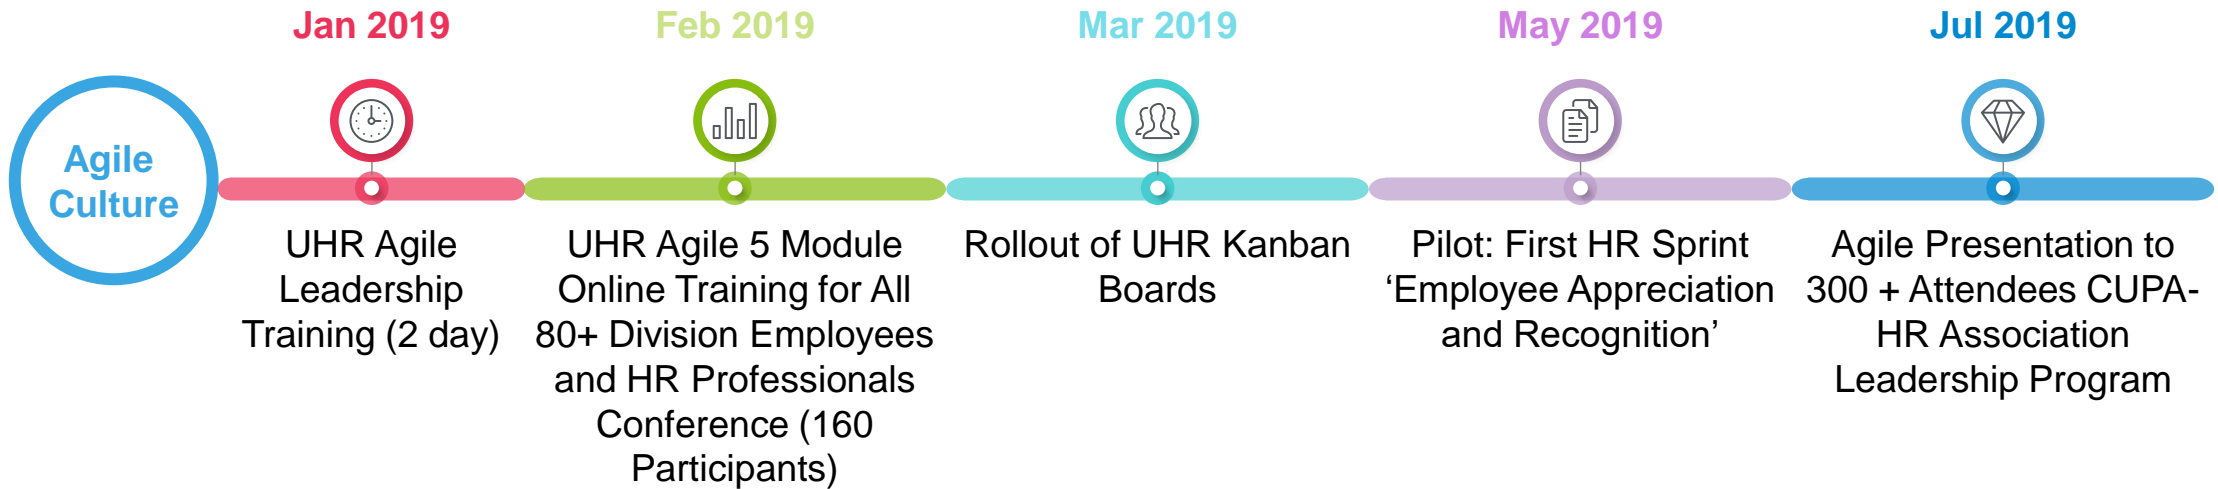 Jan 2019
Feb 2019
Mar 2019
May 2019
Jul 2019
Agile
Culture
UHR Agile
Leadership
Training (2 day)
UHR Agile 5 Module
Online Training for All
80+ Division Employees
and HR Professionals
Conference (160
Participants)
Rollout of UHR Kanban
Boards
Pilot: First HR Sprint
‘Employee Appreciation
and Recognition’
Agile Presentation to
300 + Attendees CUPA-
HR Association
Leadership Program